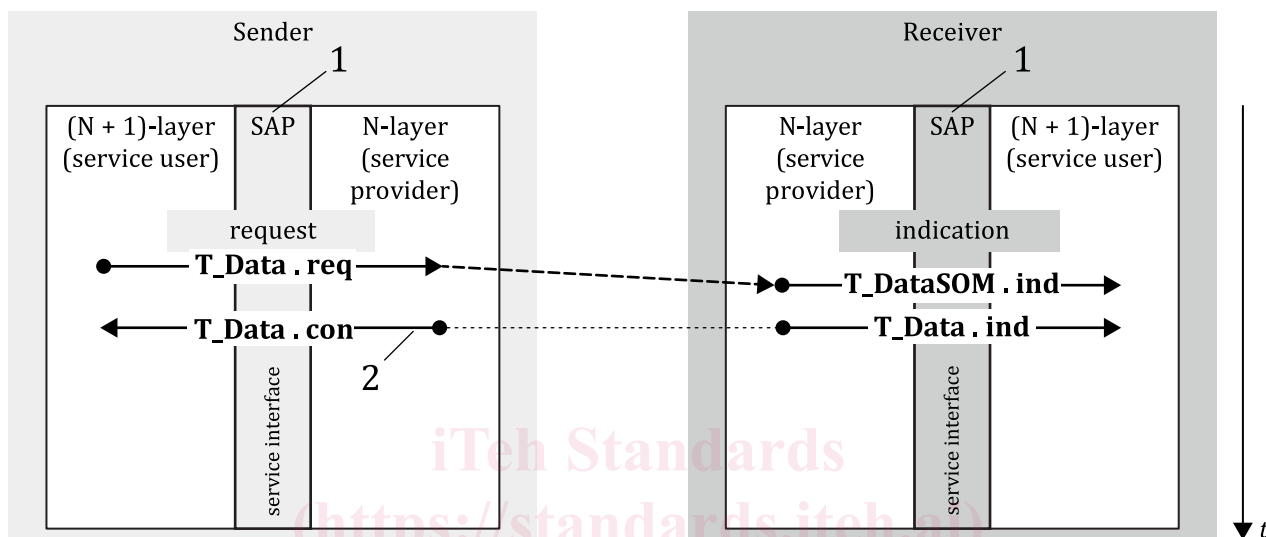 Sender
1
(N + 1)-layer
(service user)
SAP
N-layer
(service
provider)
request
T_Data . req
T_Data . con
2
service interface
Receiver
1
N-layer
(service
provider)
SAP
(N + 1)-layer
(service user)
indication
T_DataSOM . ind
T_Data . ind
service interface
t
iTeh Standards
(https://standards.iteh.ai)